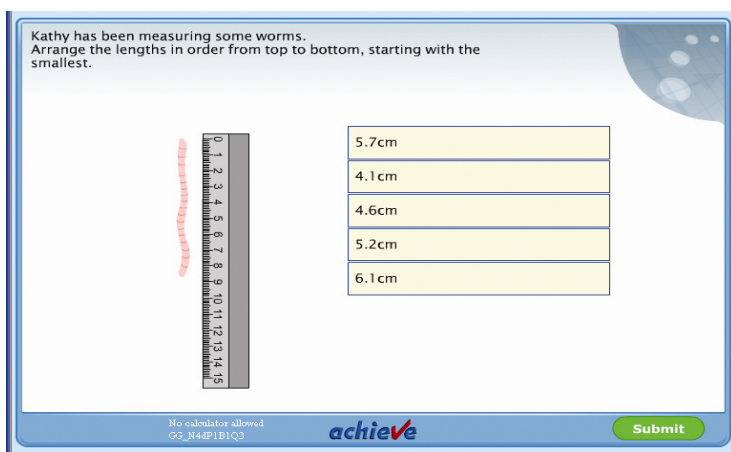 Kathy has been measuring some worms.
Arrange the lengths in order from top to bottom, starting with the
smallest.
0 1 2 3 4 5 6 7 8 9 10 11 12 13 14 15
5.7cm
4.1cm
4.6cm
5.2cm
6.1cm
No calculator allowed
GG_N4dP1B1Q3
achieve
Submit